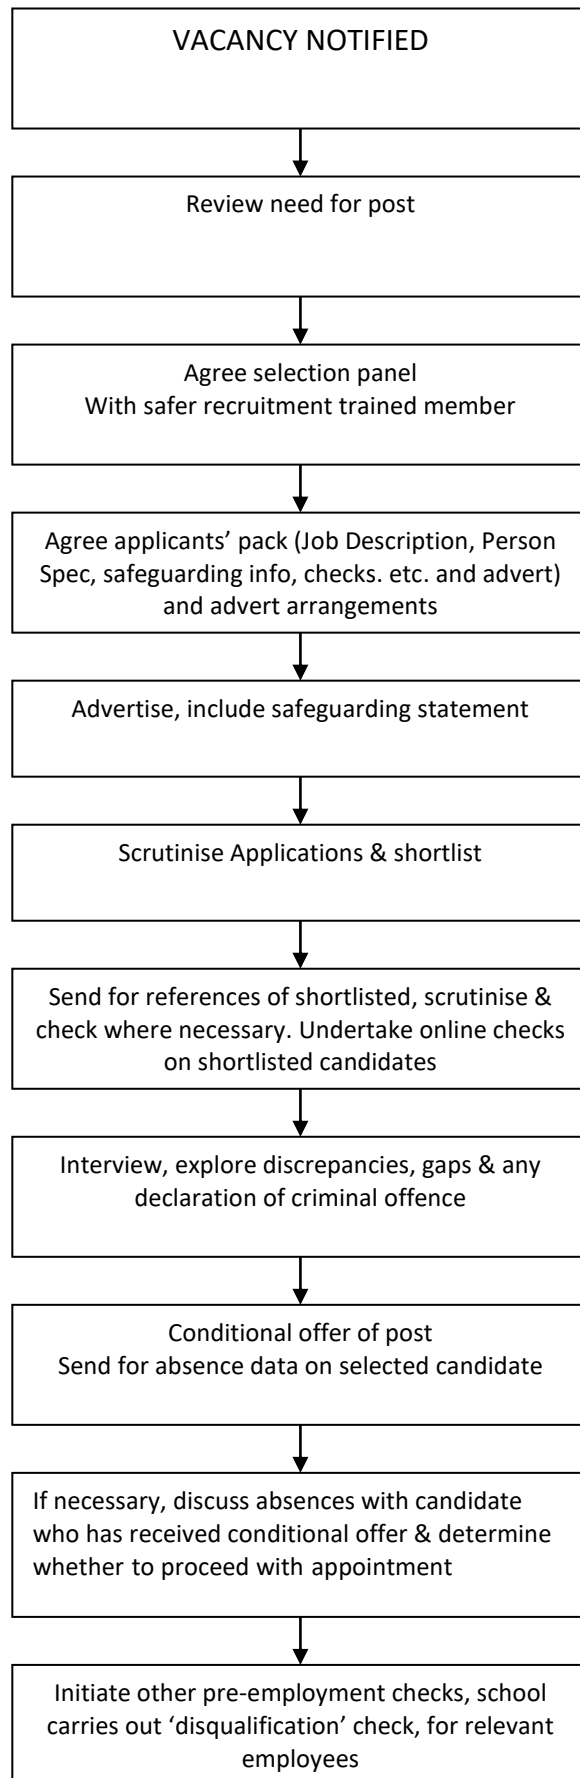 VACANCY NOTIFIED
Review need for post
Agree selection panel
With safer recruitment trained member
Agree applicants’ pack (Job Description, Person
Spec, safeguarding info, checks. etc. and advert)
and advert arrangements
Advertise, include safeguarding statement
Scrutinise Applications & shortlist
Send for references of shortlisted, scrutinise &
check where necessary. Undertake online checks
on shortlisted candidates
Interview, explore discrepancies, gaps & any
declaration of criminal offence
Conditional offer of post
Send for absence data on selected candidate
If necessary, discuss absences with candidate
who has received conditional offer & determine
whether to proceed with appointment
Initiate other pre-employment checks, school
carries out ‘disqualification’ check, for relevant
employees